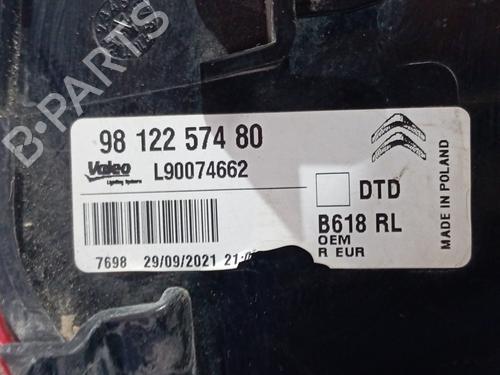 B-PARTS
98 122 574 80
Valeo
Lighting Systems
L90074662
DTD
B618 RL
OEM
R EUR
7698 29/09/2021
MADE IN POLAND